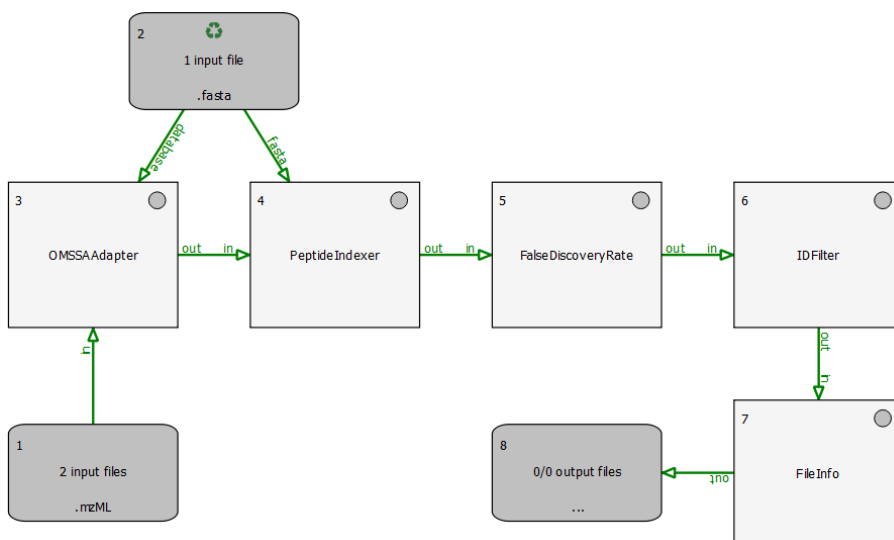 2
1 input file
.fasta
database
fasta
3
OMSSAAdapter
out in
4
PeptideIndexer
out in
5
FalseDiscoveryRate
out in
6
IDFilter
out
in
in
1
2 input files
.mzML
8
0/0 output files
...
out
7
FileInfo